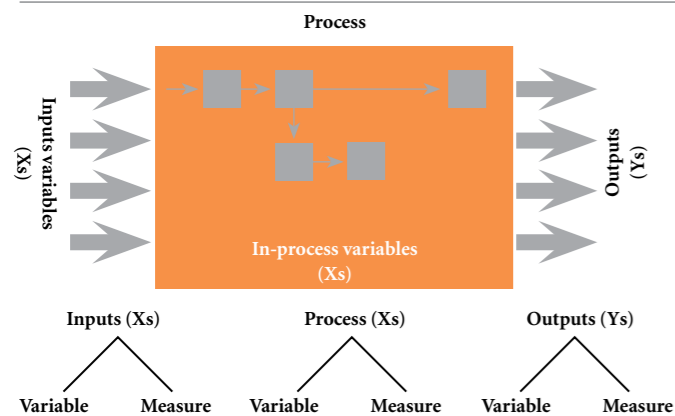 Process
Inputs variables
(Xs)
In-process variables
(Xs)
Outputs
(Ys)
Inputs (Xs)
Process (Xs)
Outputs (Ys)
Variable
Measure
Variable
Measure
Variable
Measure